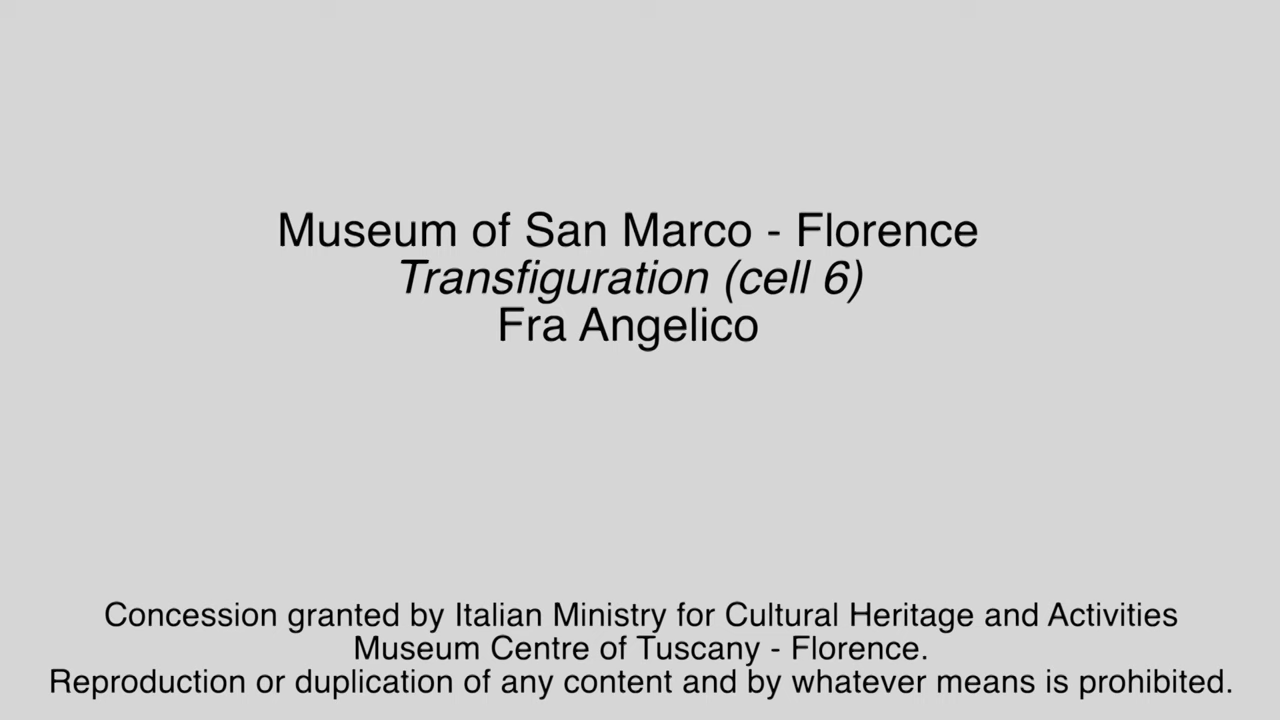 Museum of San Marco - Florence
Transfiguration (cell 6)
Fra Angelico
Concession granted by Italian Ministry for Cultural Heritage and Activities
Museum Centre of Tuscany - Florence.
Reproduction or duplication of any content and by whatever means is prohibited.